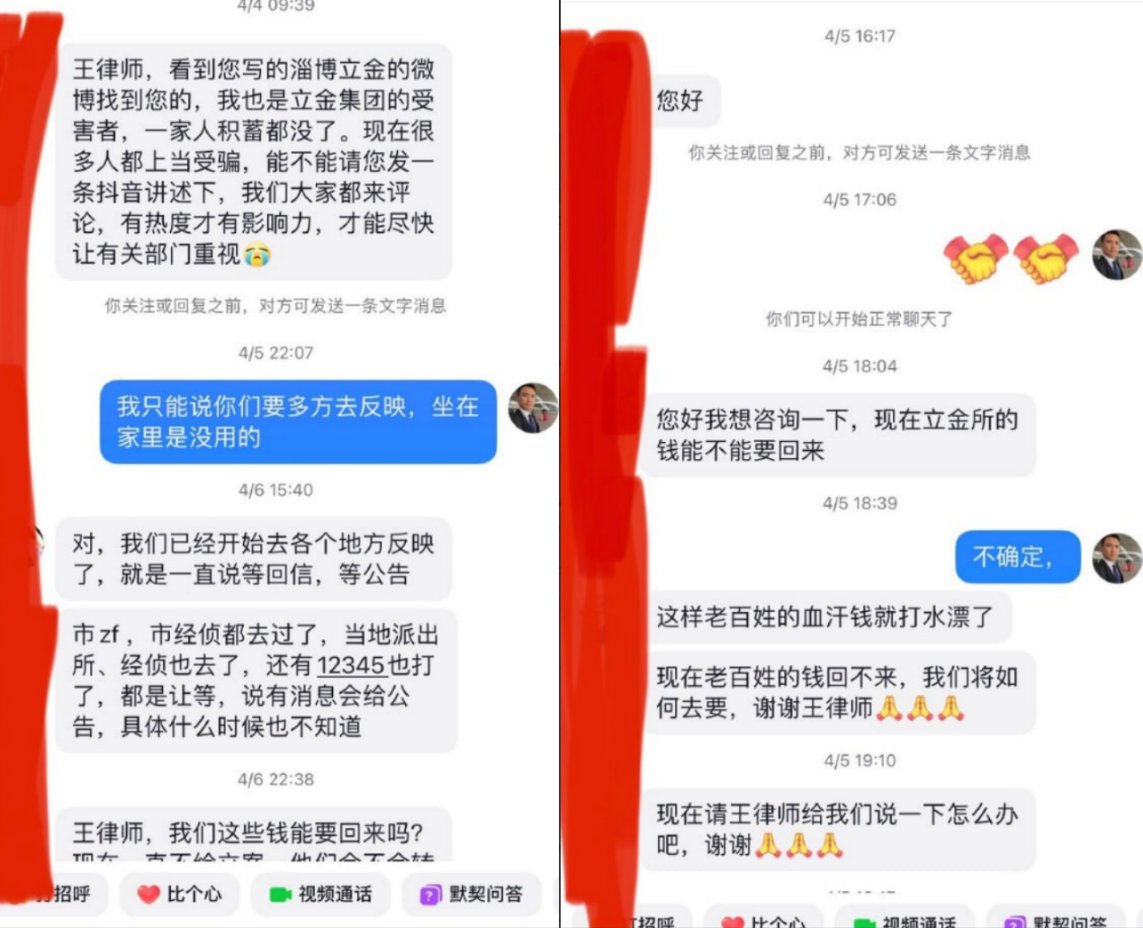 4/4 09:39
王律师，看到您写的淄博立金的微
博找到您的，我也是立金集团的受
害者，一家人积蓄都没了。现在很
多人都上当受骗，能不能请您发一
条抖音讲述下，我们大家都来评
论，有热度才有影响力，才能尽快
让有关部门重视😭
你关注或回复之前，对方可发送一条文字消息
4/5 22:07
我只能说你们要多方去反映，坐在
家里是没用的
4/6 15:40
对，我们已经开始去各个地方反映
了，就是一直说等回信，等公告
市zf，市经侦都去过了，当地派出
所、经侦也去了，还有12345也打
了，都是让等，说有消息会给公
告，具体什么时候也不知道
4/6 22:38
王律师，我们这些钱能要回来吗?
招呼
比个心
视频通话
默契问答
4/5 16:17
您好
你关注或回复之前，对方可发送一条文字消息
4/5 17:06
🤝🤝
你们可以开始正常聊天了
4/5 18:04
您好我想咨询一下，现在立金所的
钱能不能要回来
4/5 18:39
不确定，
这样老百姓的血汗钱就打水漂了
现在老百姓的钱回不来，我们将如
何去要，谢谢王律师🙏🙏🙏
4/5 19:10
现在请王律师给我们说一下怎么办
吧，谢谢🙏🙏🙏
招呼
比个心
视频通话
默契问答